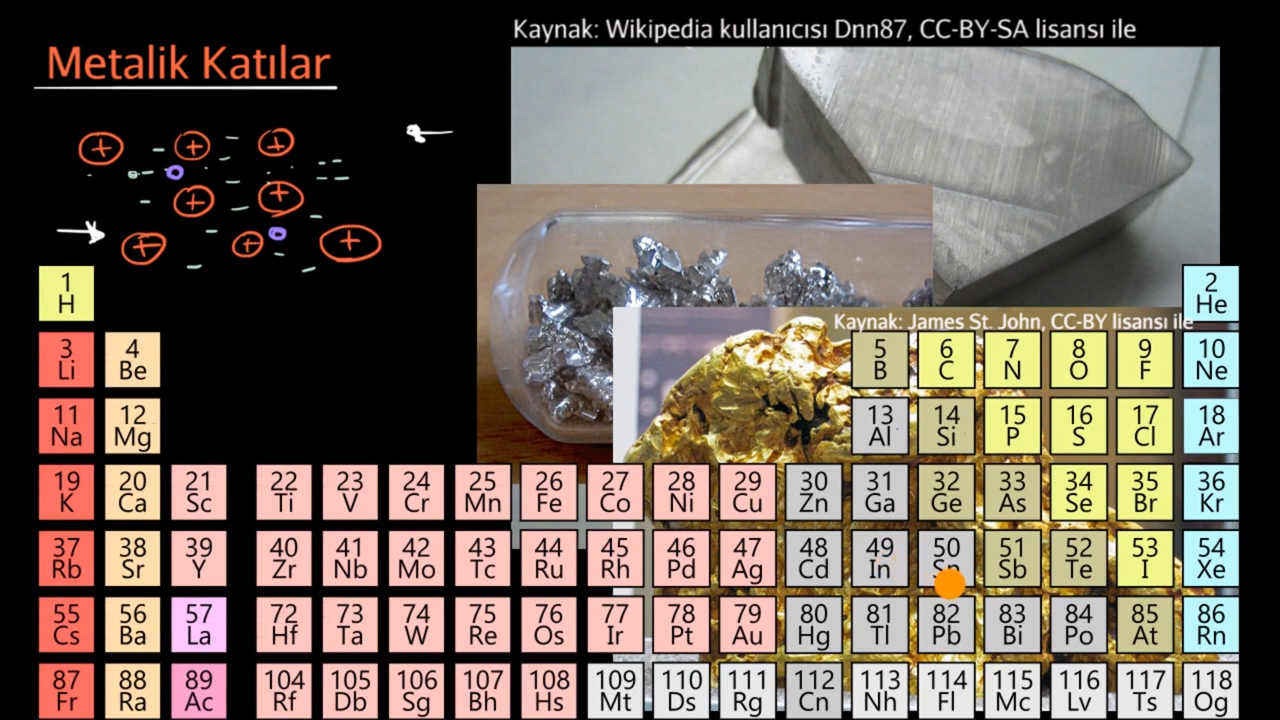 Kaynak: Wikipedia kullanıcısı Dnn87, CC-BY-SA lisansı ile
Metalik Katılar
+ + +
+ +
+ + +
Kaynak: James St. John, CC-BY lisansı ile
1 2
H He
3 4 5 6 7 8 9 10
Li Be B C N O F Ne
11 12 13 14 15 16 17 18
Na Mg Al Si P S Cl Ar
19 20 21 22 23 24 25 26 27 28 29 30 31 32 33 34 35 36
K Ca Sc Ti V Cr Mn Fe Co Ni Cu Zn Ga Ge As Se Br Kr
37 38 39 40 41 42 43 44 45 46 47 48 49 50 51 52 53 54
Rb Sr Y Zr Nb Mo Tc Ru Rh Pd Ag Cd In Sn Sb Te I Xe
55 56 57 72 73 74 75 76 77 78 79 80 81 82 83 84 85 86
Cs Ba La Hf Ta W Re Os Ir Pt Au Hg Tl Pb Bi Po At Rn
87 88 89 104 105 106 107 108 109 110 111 112 113 114 115 116 117 118
Fr Ra Ac Rf Db Sg Bh Hs Mt Ds Rg Cn Nh Fl Mc Lv Ts Og